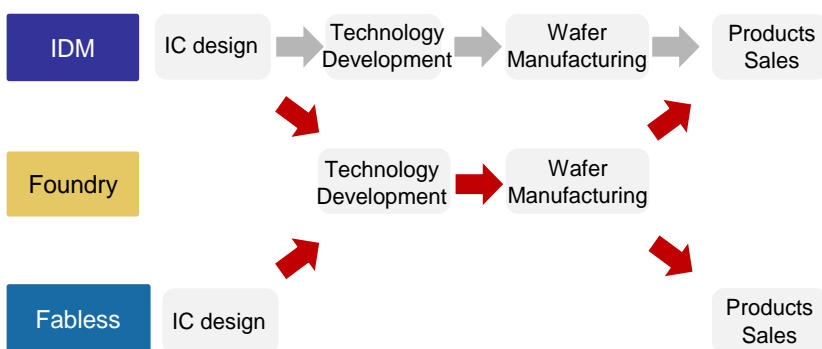 IDM
IC design
Technology
Development
Wafer
Manufacturing
Products
Sales
Foundry
Technology
Development
Wafer
Manufacturing
Fabless
IC design
Products
Sales